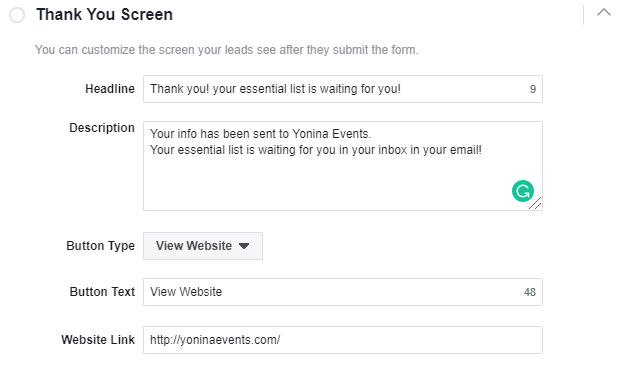 Thank You Screen
You can customize the screen your leads see after they submit the form.
Headline
Thank you! your essential list is waiting for you!
9
Description
Your info has been sent to Yonina Events.
Your essential list is waiting for you in your inbox in your email!
Button Type
View Website
Button Text
View Website
48
Website Link
http://yoninaevents.com/